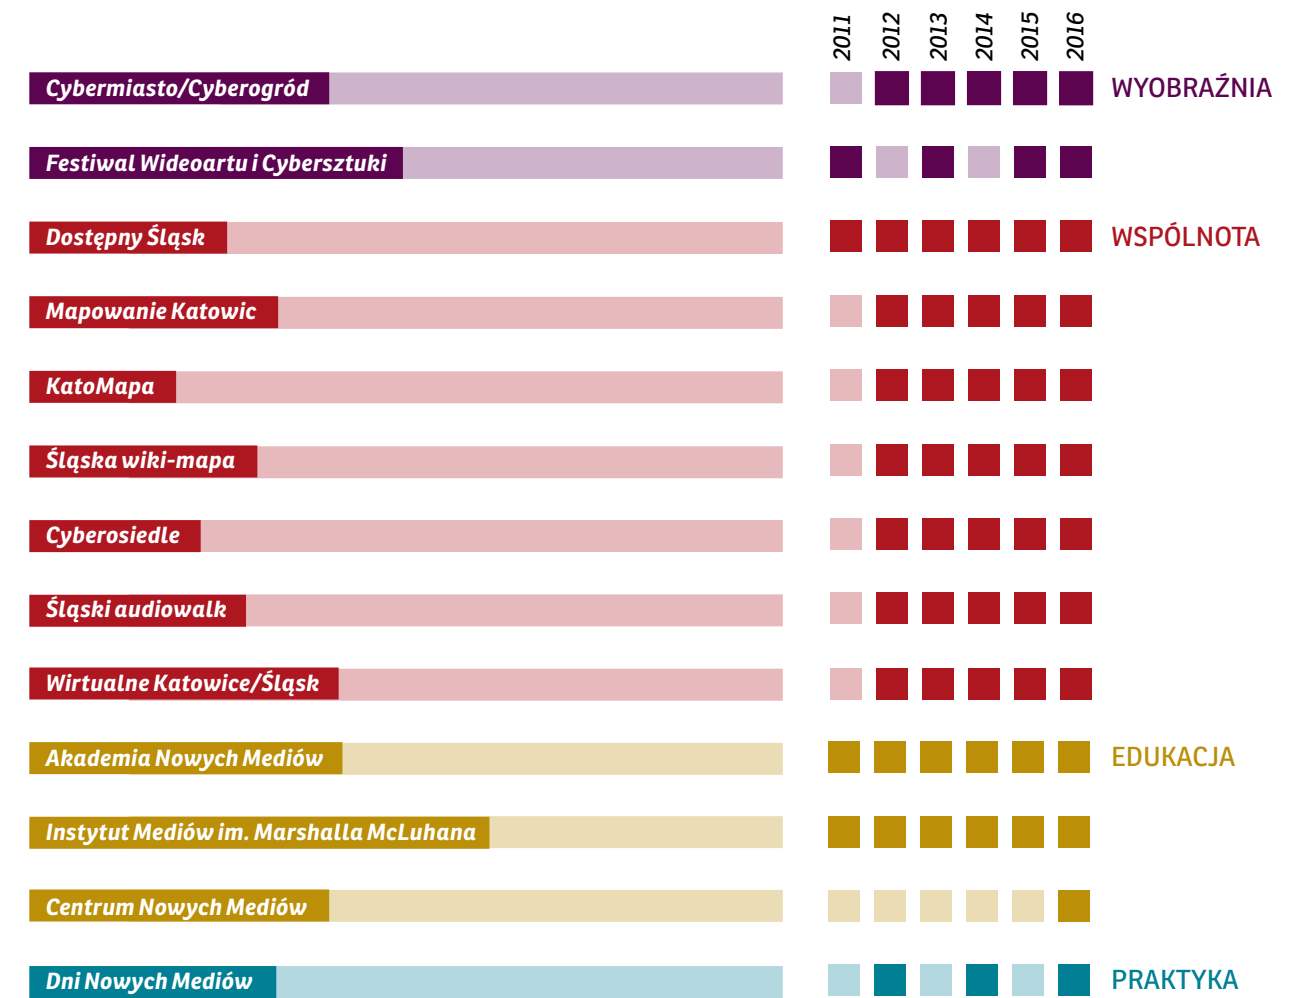 2011 2012 2013 2014 2015 2016
Cybermiasto/Cyberogród WYOBRAŹNIA
Festiwal Wideoartu i Cybersztuki
Dostępny Śląsk WSPÓLNOTA
Mapowanie Katowic
KatoMapa
Śląska wiki-mapa
Cyberosiedle
Śląski audiowalk
Wirtualne Katowice/Śląsk
Akademia Nowych Mediów EDUKACJA
Instytut Mediów im. Marshalla McLuhana
Centrum Nowych Mediów
Dni Nowych Mediów PRAKTYKA